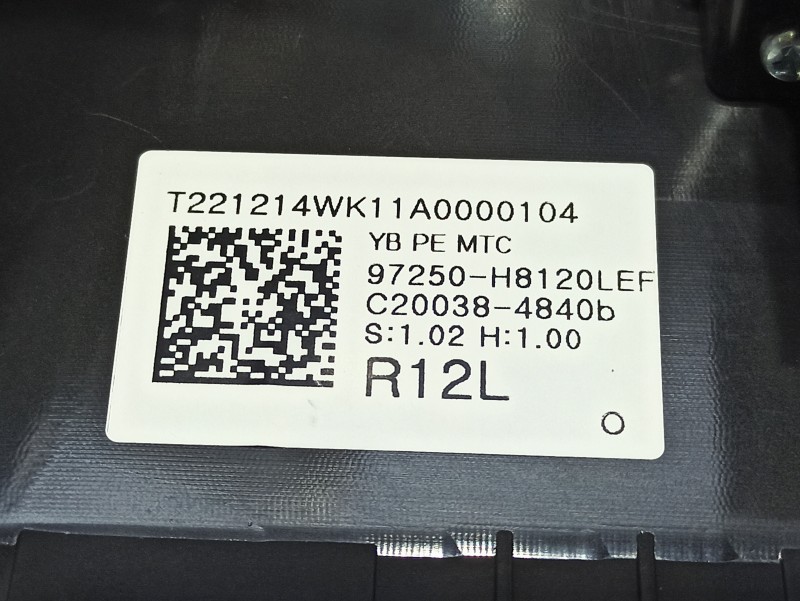 T221214WK11A0000104
YB PE MTC
97250-H8120LEF
C20038-4840b
S:1.02 H:1.00
R12L
O